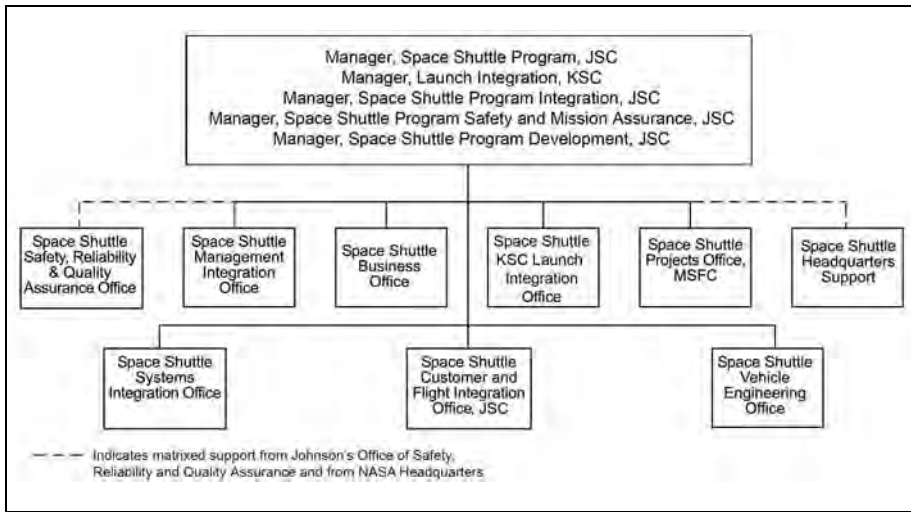 Manager, Space Shuttle Program, JSC
Manager, Launch Integration, KSC
Manager, Space Shuttle Program Integration, JSC
Manager, Space Shuttle Program Safety and Mission Assurance, JSC
Manager, Space Shuttle Program Development, JSC
Space Shuttle
Safety, Reliability
& Quality
Assurance Office
Space Shuttle
Management
Integration
Office
Space Shuttle
Business
Office
Space Shuttle
KSC Launch
Integration
Office
Space Shuttle
Projects Office,
MSFC
Space Shuttle
Headquarters
Support
Space Shuttle
Systems
Integration Office
Space Shuttle
Customer and
Flight Integration
Office, JSC
Space Shuttle
Vehicle
Engineering
Office
Indicates matrixed support from Johnson's Office of Safety,
Reliability and Quality Assurance and from NASA Headquarters